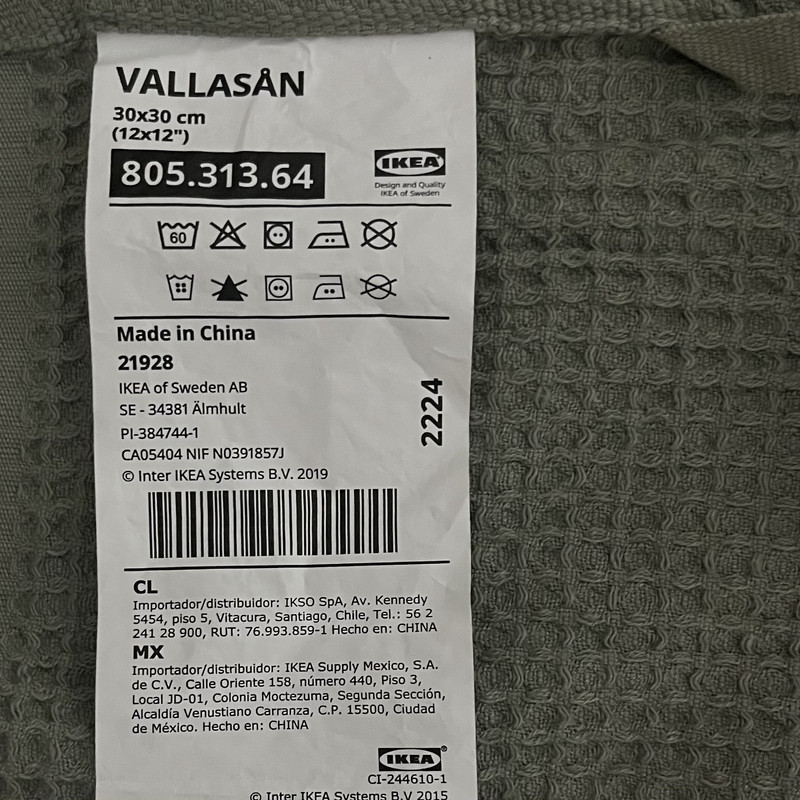 VALLASÅN
30x30 cm
(12x12")
805.313.64
IKEA
Design and Quality
IKEA of Sweden
60
Made in China
21928
IKEA of Sweden AB
SE - 34381 Älmhult
PI-384744-1
CA05404 NIF N0391857J
© Inter IKEA Systems B.V. 2019
2224
CL
Importador/distribuidor: IKSO SpA, Av. Kennedy
5454, piso 5, Vitacura, Santiago, Chile, Tel.: 56 2
241 28 900, RUT: 76.993.859-1 Hecho en: CHINA
MX
Importador/distribuidor: IKEA Supply Mexico, S.A.
de C.V., Calle Oriente 158, número 440, Piso 3,
Local JD-01, Colonia Moctezuma, Segunda Sección,
Alcaldía Venustiano Carranza, C.P. 15500, Ciudad
de México. Hecho en: CHINA
IKEA®
CI-244610-1
© Inter IKEA Systems B.V. 2015